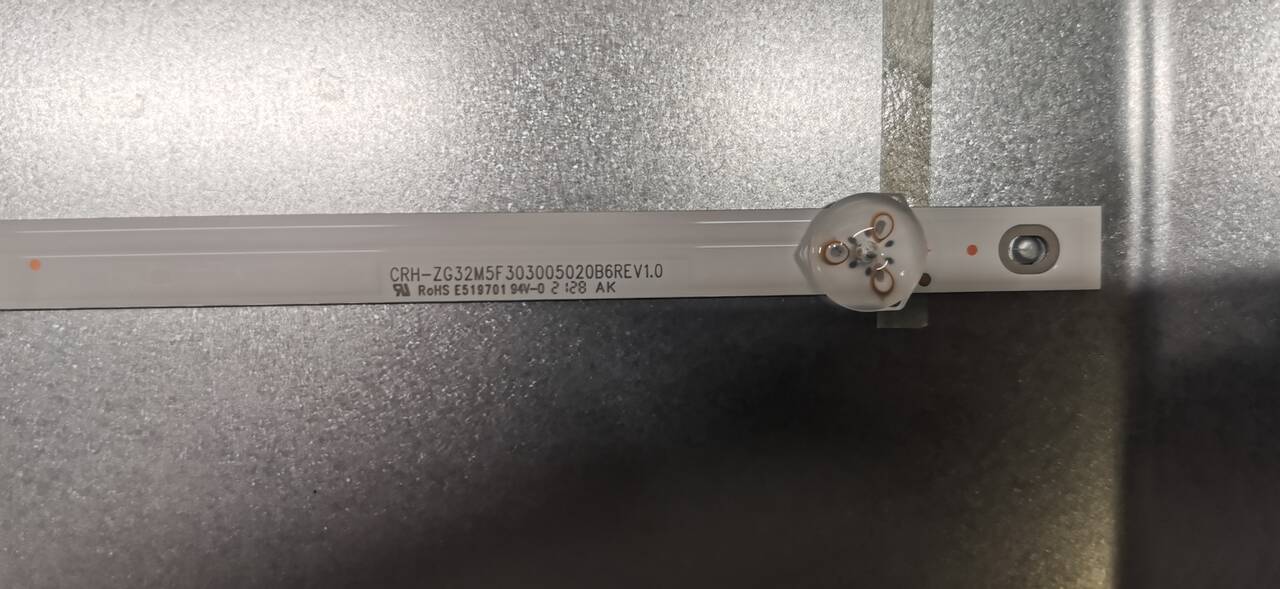 CRH-ZG32M5F303005020B6REV1.0
RoHS E519701 94V-0 2128 AK